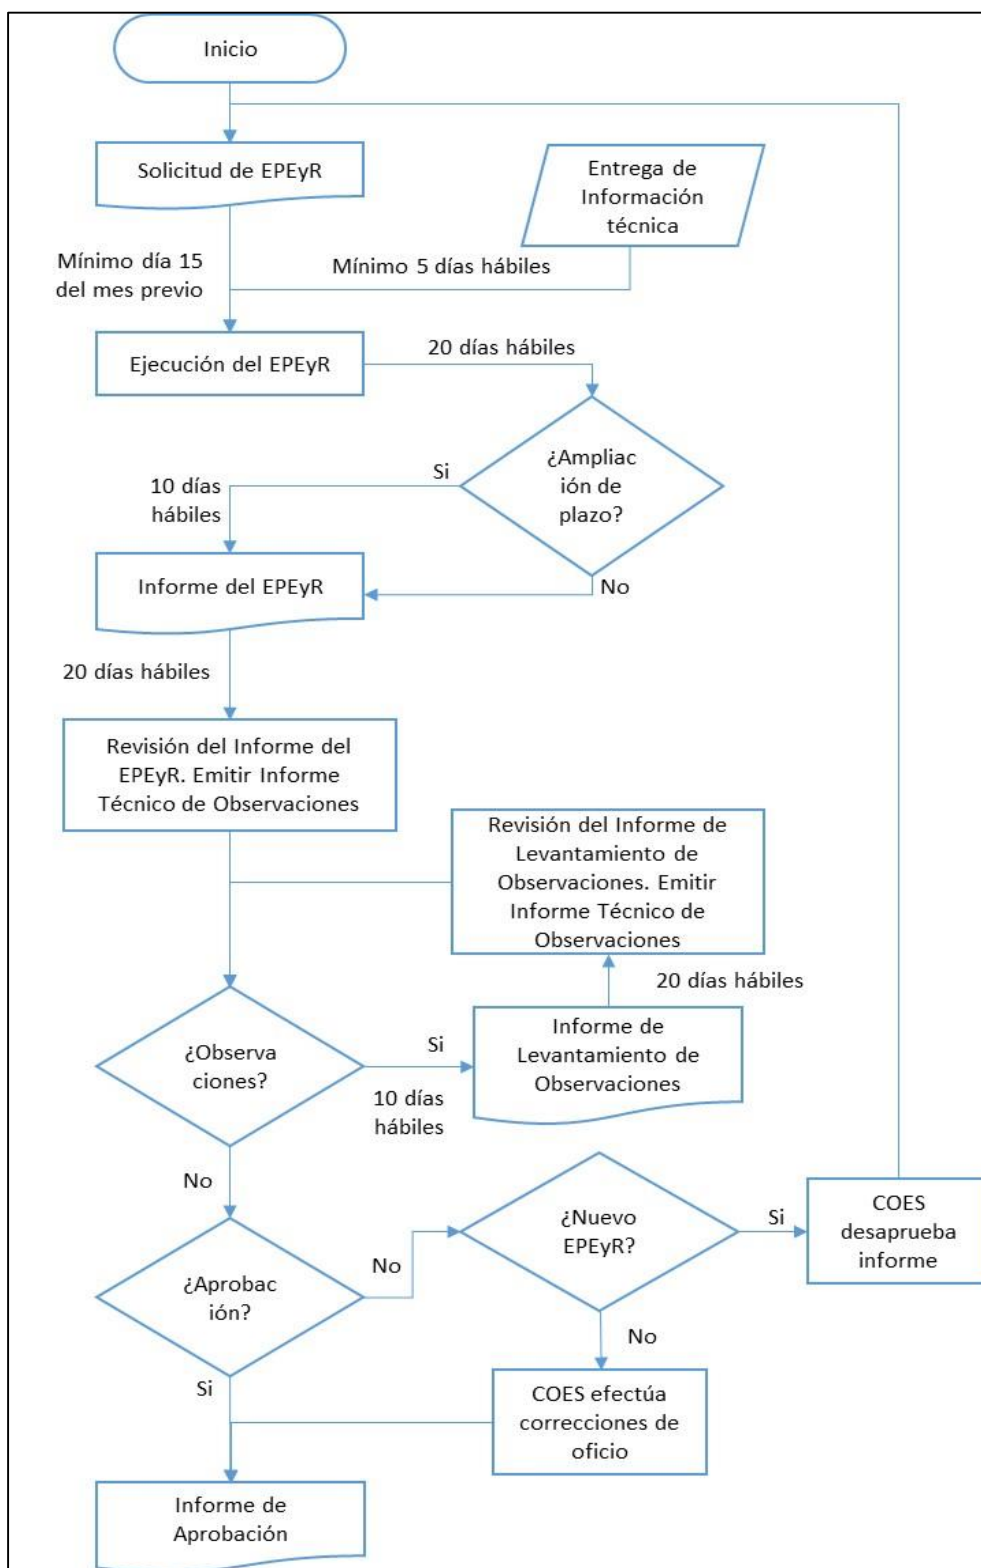 Inicio
Solicitud de EPEyR
Entrega de
Información
técnica
Mínimo día 15
del mes previo
Mínimo 5 días hábiles
Ejecución del EPEyR
20 días hábiles
¿Ampliac
ión de
plazo?
Si
10 días
hábiles
No
Informe del EPEyR
20 días hábiles
Revisión del Informe del
EPEyR. Emitir Informe
Técnico de Observaciones
Revisión del Informe de
Levantamiento de
Observaciones. Emitir
Informe Técnico de
Observaciones
20 días hábiles
Informe de
Levantamiento de
Observaciones
¿Observa
ciones?
Si
10 días
hábiles
No
¿Aprobac
ión?
No
¿Nuevo
EPEyR?
Si
COES
desaprueba
informe
No
COES efectúa
correcciones de
oficio
Si
Informe de
Aprobación